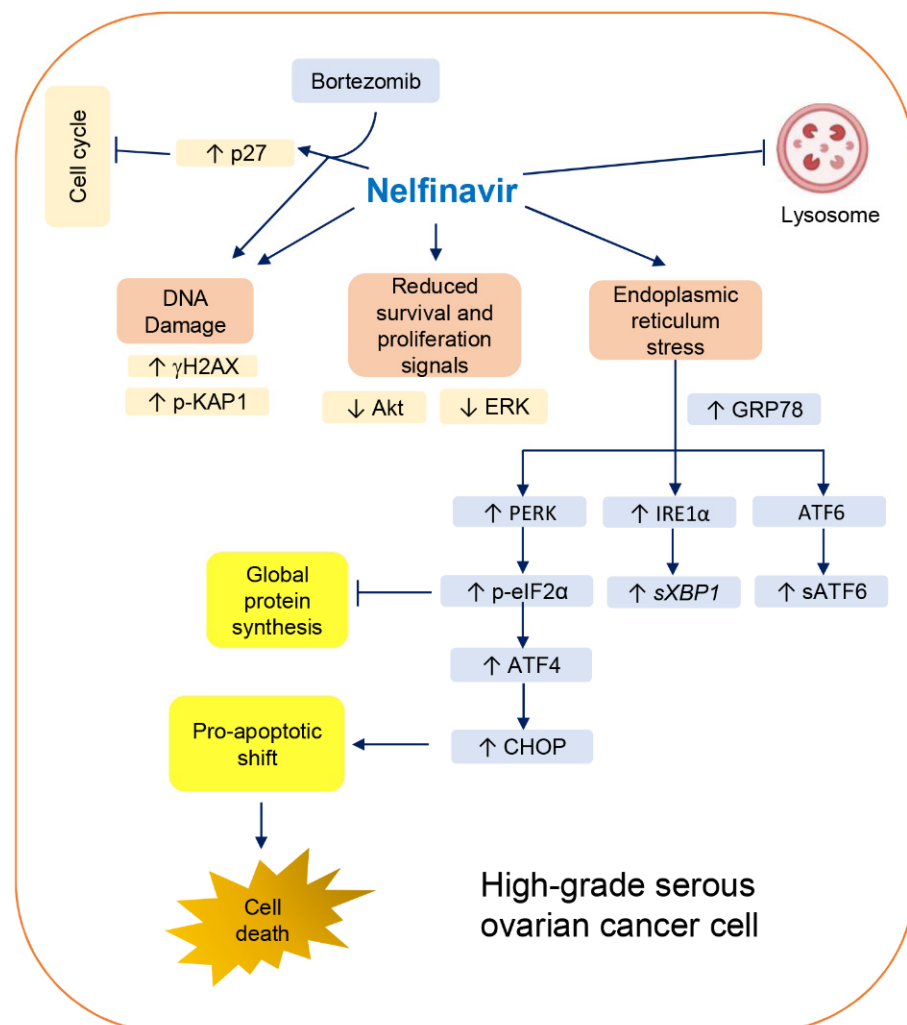 Bortezomib
Cell cycle
↑ p27
Nelfinavir
Lysosome
DNA
Damage
↑ γH2AX
↑ p-KAP1
Reduced
survival and
proliferation
signals
↓ Akt
↓ ERK
Endoplasmic
reticulum
stress
↑ GRP78
↑ PERK
↑ IRE1α
ATF6
Global
protein
synthesis
↑ p-eIF2α
↑ sXBP1
↑ sATF6
↑ ATF4
Pro-apoptotic
shift
↑ CHOP
Cell
death
High-grade serous
ovarian cancer cell